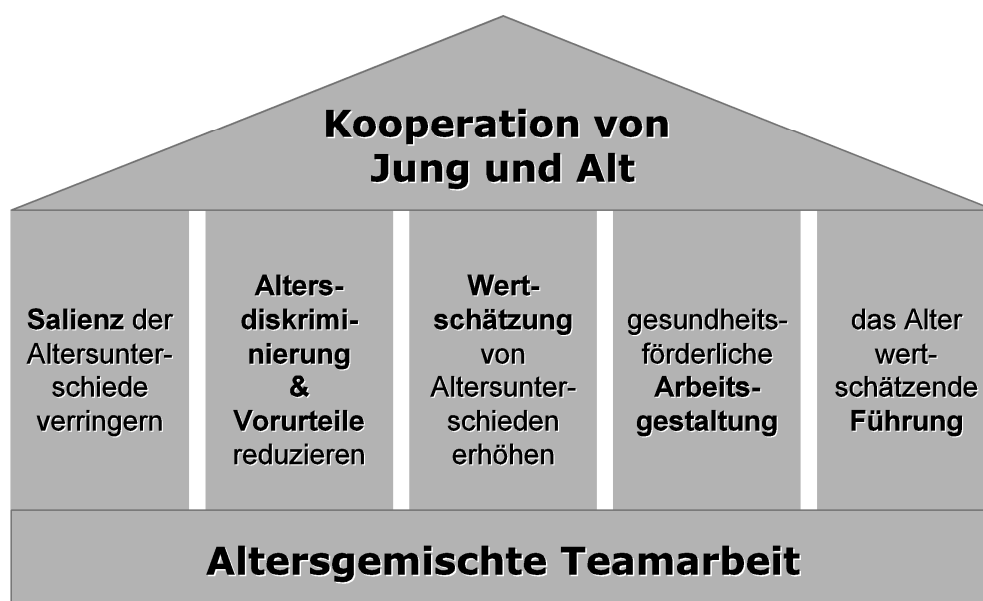 Kooperation von
Jung und Alt
Salienz der
Altersunter-
schiede
verringern
Alters-
diskrimi-
nierung
&
Vorurteile
reduzieren
Wert-
schätzung
von
Altersunter-
schieden
erhöhen
gesundheits-
förderliche
Arbeits-
gestaltung
das Alter
wert-
schätzende
Führung
Altersgemischte Teamarbeit